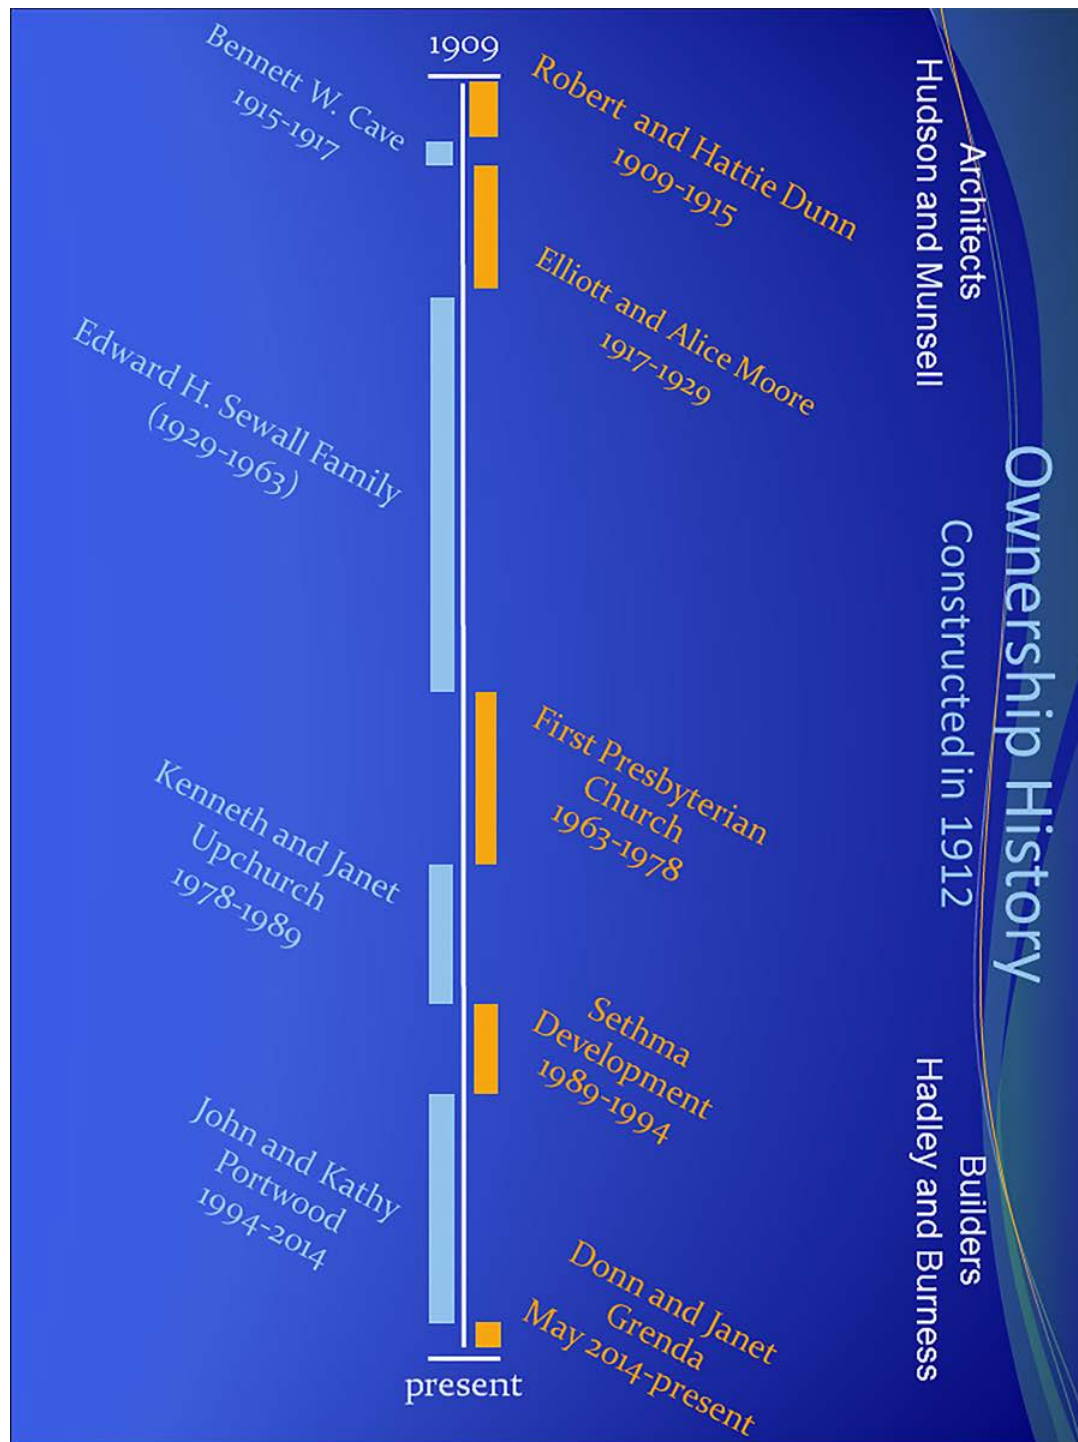 Ownership History
Constructed in 1912
Architects
Hudson and Munsell
Builders
Hadley and Burness
1909
Robert and Hattie Dunn
1909-1915
Bennett W. Cave
1915-1917
Elliott and Alice Moore
1917-1929
Edward H. Sewall Family
(1929-1963)
First Presbyterian
Church
1963-1978
Kenneth and Janet
Upchurch
1978-1989
Sethma
Development
1989-1994
John and Kathy
Portwood
1994-2014
Donn and Janet
Grenda
May 2014-present
present